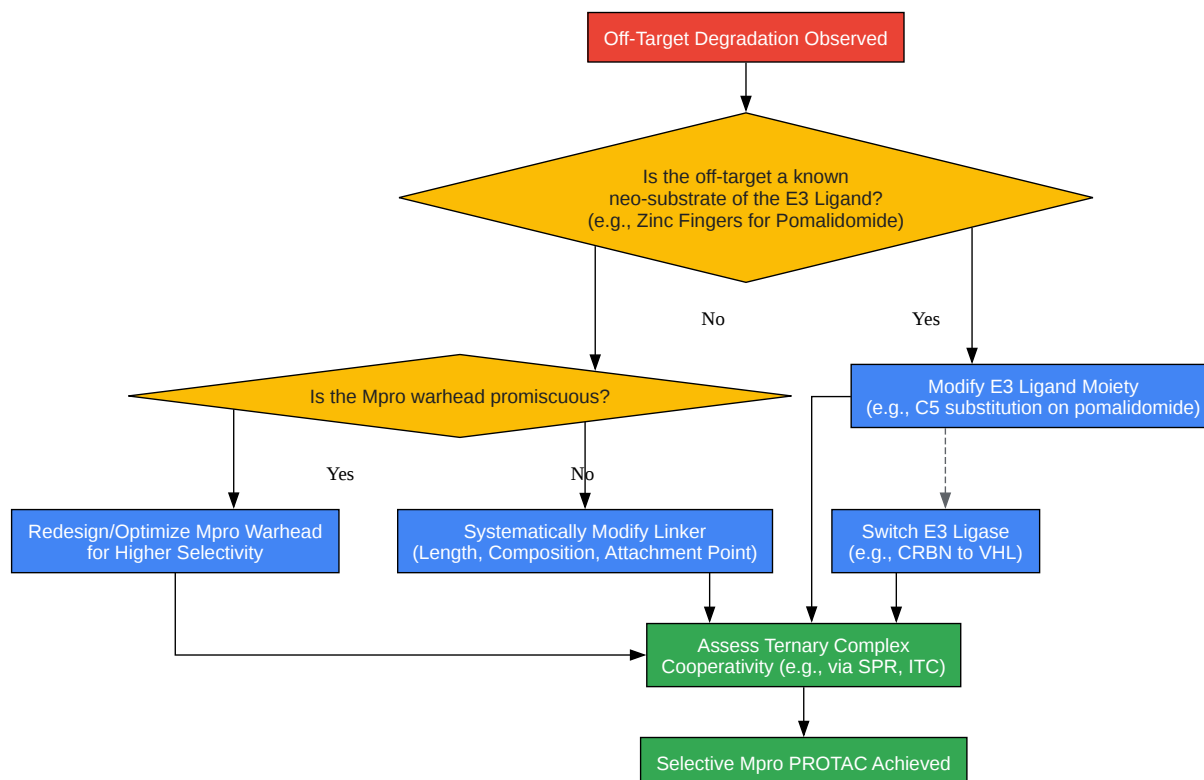 Off-Target Degradation Observed
Is the off-target a known
neo-substrate of the E3 Ligand?
(e.g., Zinc Fingers for Pomalidomide)
No
Yes
Is the Mpro warhead promiscuous?
Modify E3 Ligand Moiety
(e.g., C5 substitution on pomalidomide)
Yes
No
Redesign/Optimize Mpro Warhead
for Higher Selectivity
Systematically Modify Linker
(Length, Composition, Attachment Point)
Switch E3 Ligase
(e.g., CRBN to VHL)
Assess Ternary Complex
Cooperativity (e.g., via SPR, ITC)
Selective Mpro PROTAC Achieved